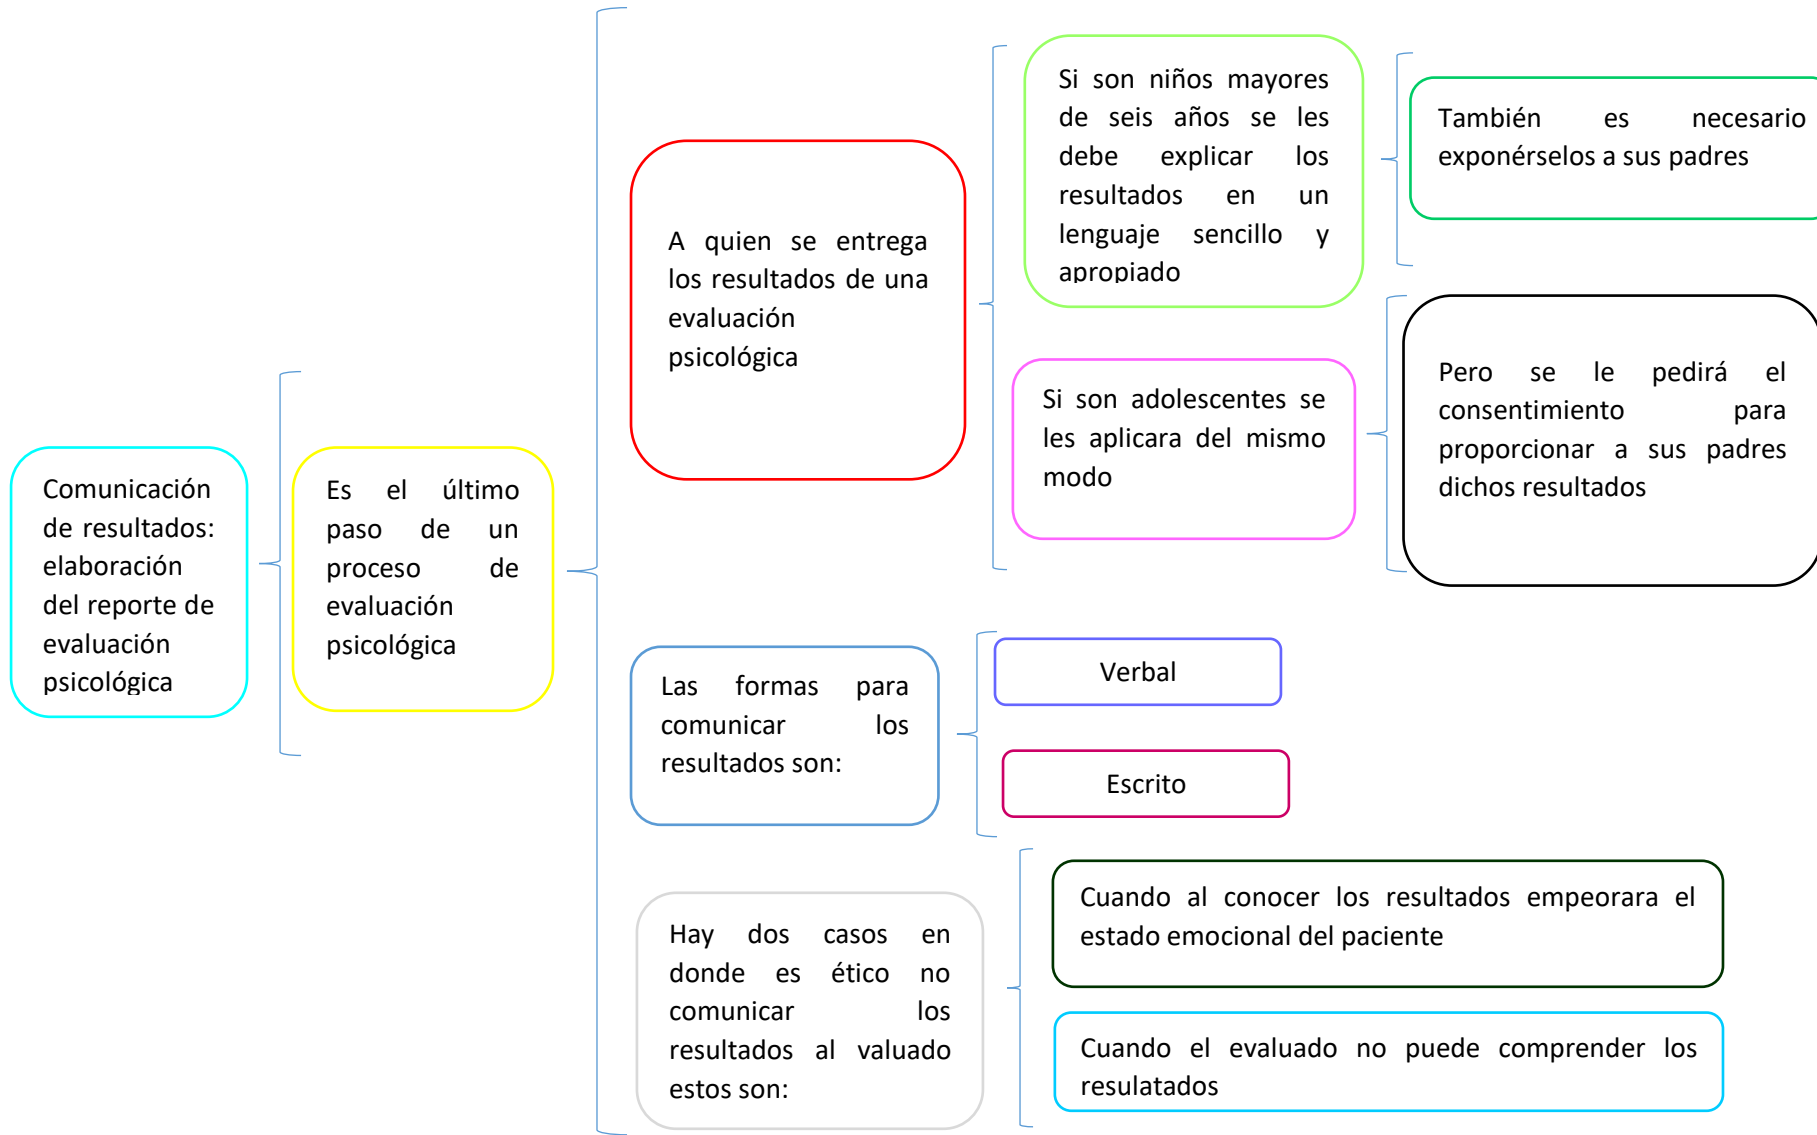 Comunicación
de resultados:
elaboración
del reporte de
evaluación
psicológica
Es el último
paso de un
proceso de
evaluación
psicológica
A quien se entrega
los resultados de una
evaluación
psicológica
Si son niños mayores
de seis años se les
debe explicar los
resultados en un
lenguaje sencillo y
apropiado
También es necesario
exponérselos a sus padres
Si son adolescentes se
les aplicara del mismo
modo
Pero se le pedirá el
consentimiento para
proporcionar a sus padres
dichos resultados
Las formas para
comunicar los
resultados son:
Verbal
Escrito
Hay dos casos en
donde es ético no
comunicar los
resultados al valuado
estos son:
Cuando al conocer los resultados empeorara el
estado emocional del paciente
Cuando el evaluado no puede comprender los
resulatados